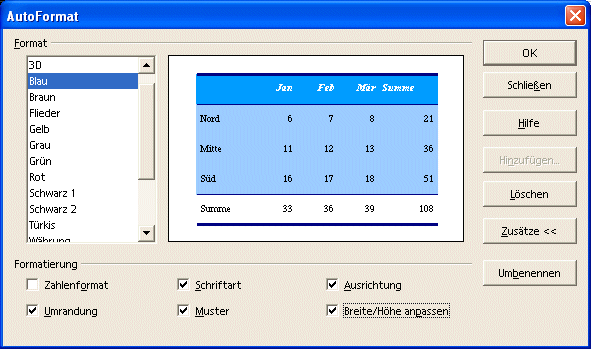 AutoFormat
Format
3D
Blau
Braun
Flieder
Gelb
Grau
Grün
Rot
Schwarz 1
Schwarz 2
Türkis
Währung
Jan Feb Mär Summe
Nord 6 7 8 21
Mitte 11 12 13 36
Süd 16 17 18 51
Summe 33 36 39 108
OK
Schließen
Hilfe
Hinzufügen...
Löschen
Zusätze <<
Umbenennen
Formatierung
Zahlenformat Schriftart Ausrichtung
Umrandung Muster Breite/Höhe anpassen